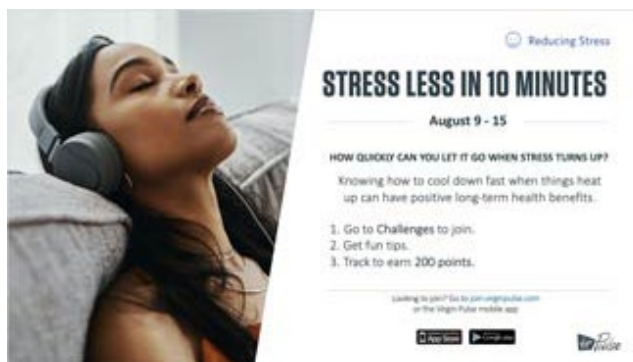 Reducing Stress
STRESS LESS IN 10 MINUTES
August 9 - 15
HOW QUICKLY CAN YOU LET IT GO WHEN STRESS TURNS UP?
Knowing how to cool down fast when things heat
up can have positive long-term health benefits.
1. Go to Challenges to join.
2. Get fun tips.
3. Track to earn 200 points.
Looking to join? Go to join.virginpulse.com
or the Virgin Pulse mobile app
App Store
Google play
Pulse